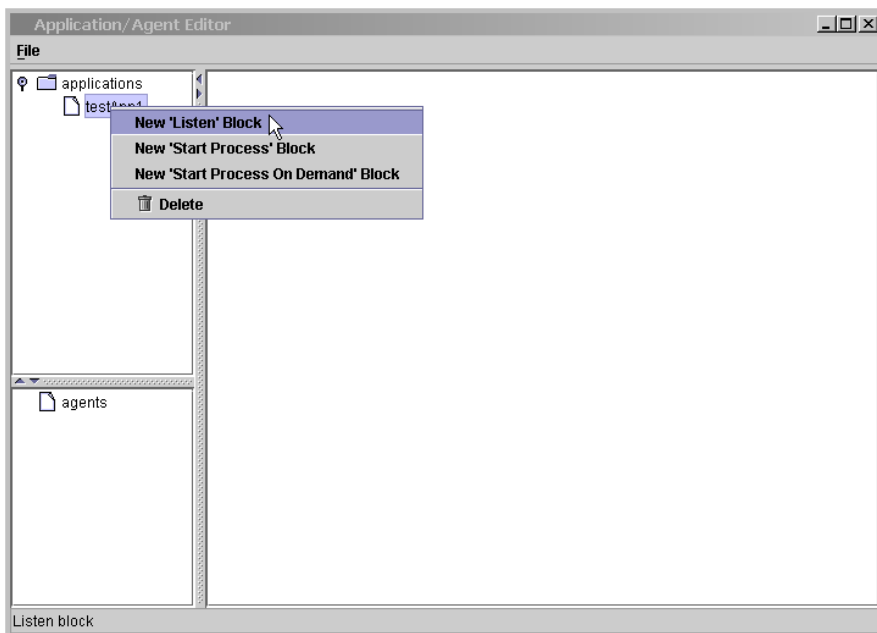 Application/Agent Editor
File
applications
testApp1
New 'Listen' Block
New 'Start Process' Block
New 'Start Process On Demand' Block
Delete
agents
Listen block